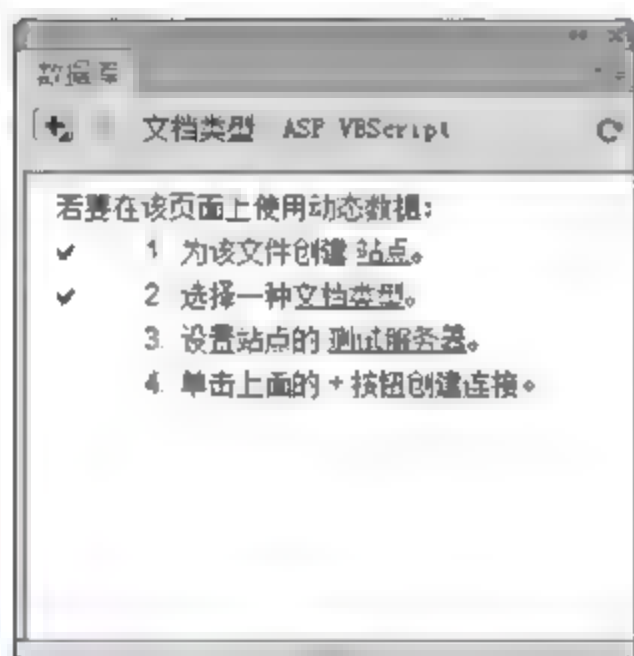 数据库
文档类型 ASP VBScript
若要在该页面上使用动态数据:
1 为该文件创建 站点。
2 选择一种文档类型。
3. 设置站点的 测试服务器。
4. 单击上面的 + 按钮创建连接。